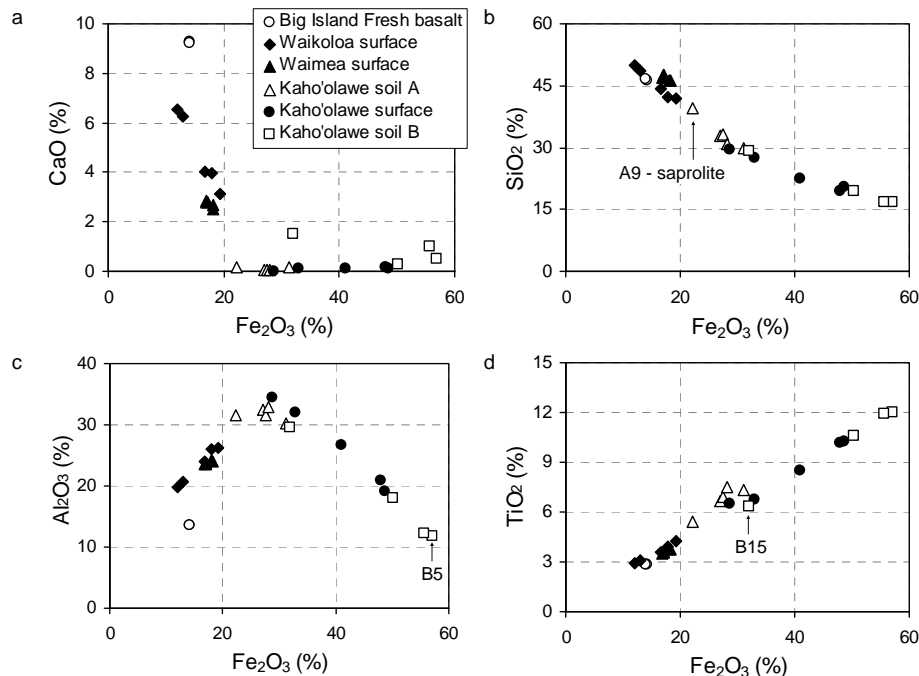 a
Big Island Fresh basalt
Waikoloa surface
Waimea surface
Kaho'olawe soil A
Kaho'olawe surface
Kaho'olawe soil B
CaO (%)
10
8
6
4
2
0
0
20
40
60
Fe2O3 (%)
b
SiO2 (%)
60
45
30
15
0
A9 - saprolite
0
20
40
60
Fe2O3 (%)
c
Al2O3 (%)
40
30
20
10
0
B5
0
20
40
60
Fe2O3 (%)
d
TiO2 (%)
15
12
9
6
3
0
B15
0
20
40
60
Fe2O3 (%)